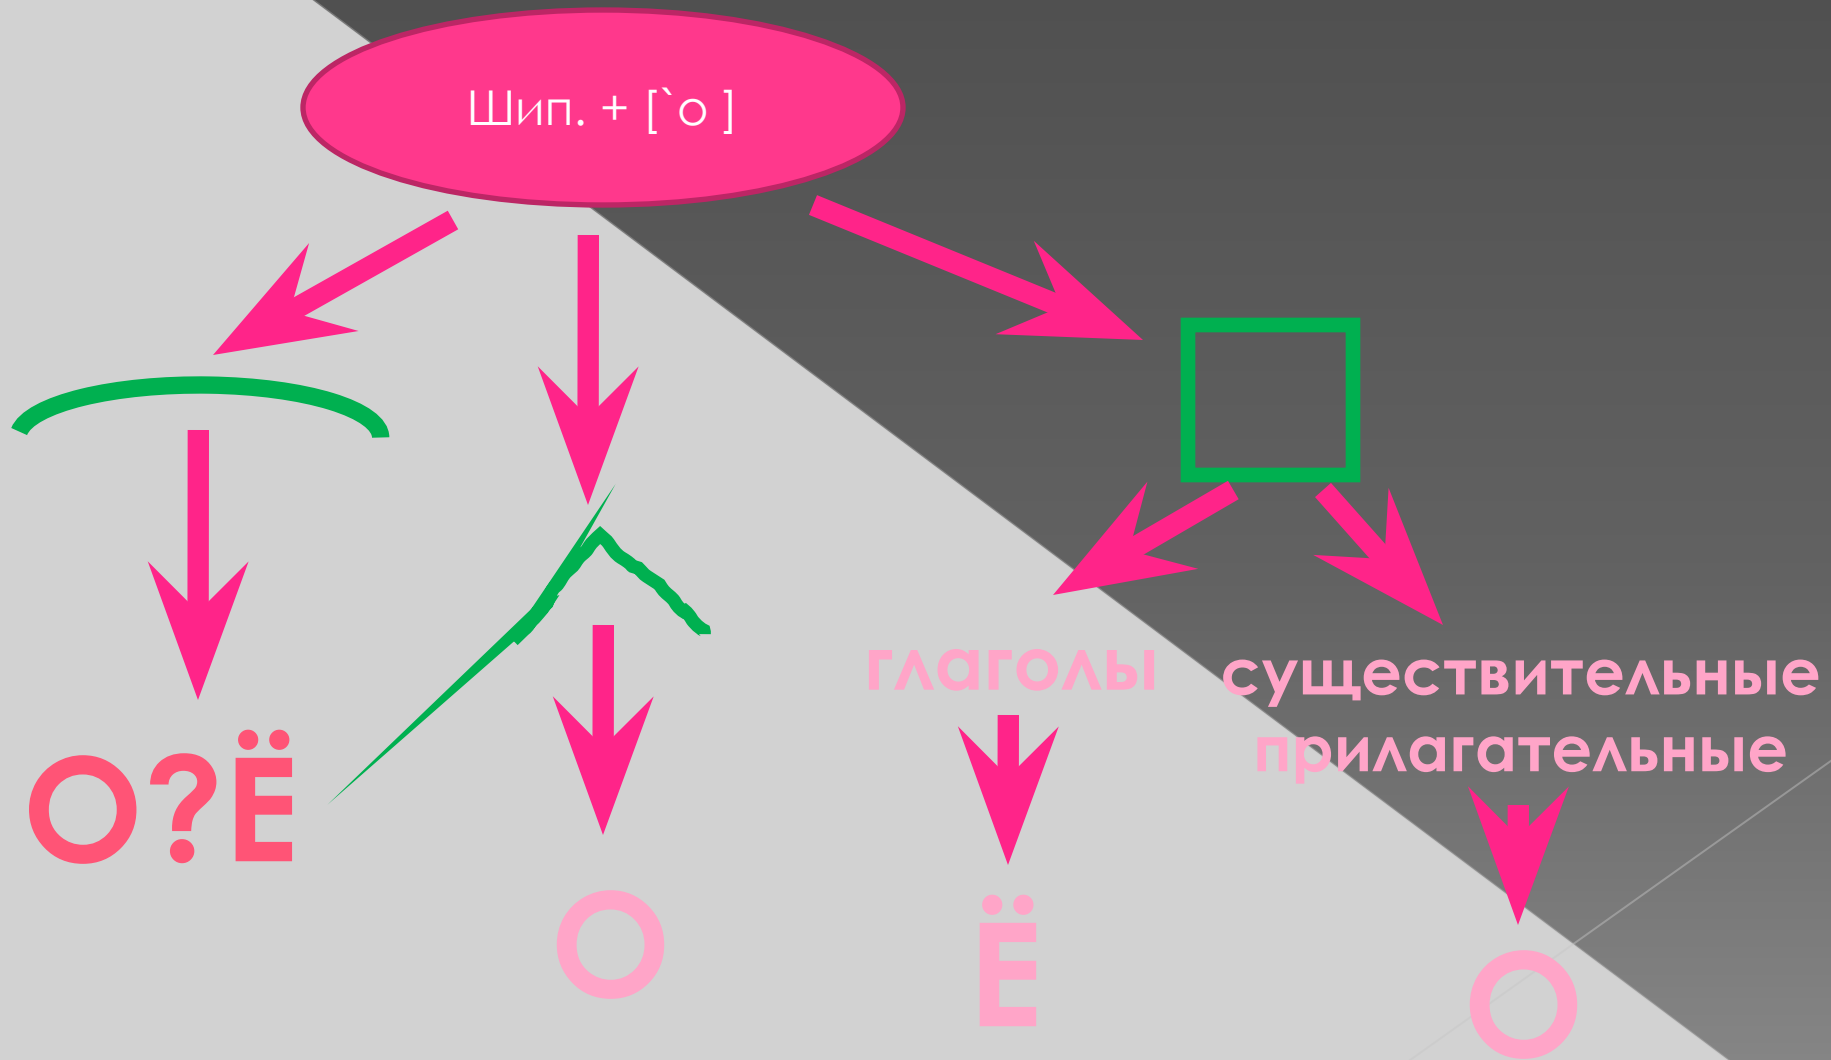 Шип. + [`о ]
глаголы
существительные
прилагательные
О?Ё
О
Ё
О